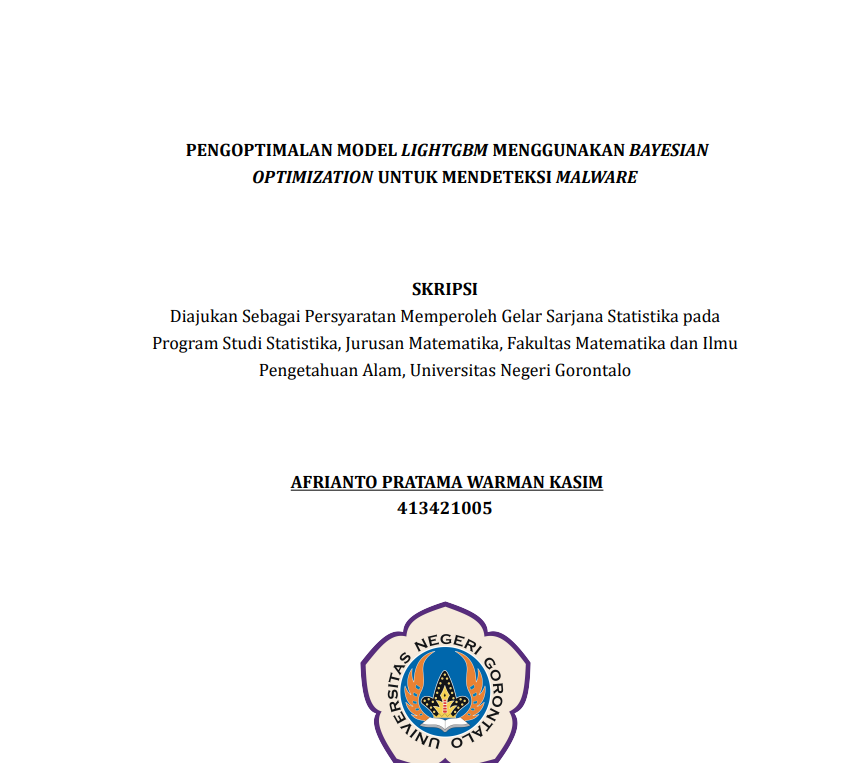 PENGOPTIMALAN MODEL LIGHTGBM MENGGUNAKAN BAYESIAN
OPTIMIZATION UNTUK MENDETEKSI MALWARE
SKRIPSI
Diajukan Sebagai Persyaratan Memperoleh Gelar Sarjana Statistika pada
Program Studi Statistika, Jurusan Matematika, Fakultas Matematika dan Ilmu
Pengetahuan Alam, Universitas Negeri Gorontalo
AFRIANTO PRATAMA WARMAN KASIM
413421005
UNIVERSITAS NEGERI GORONTALO